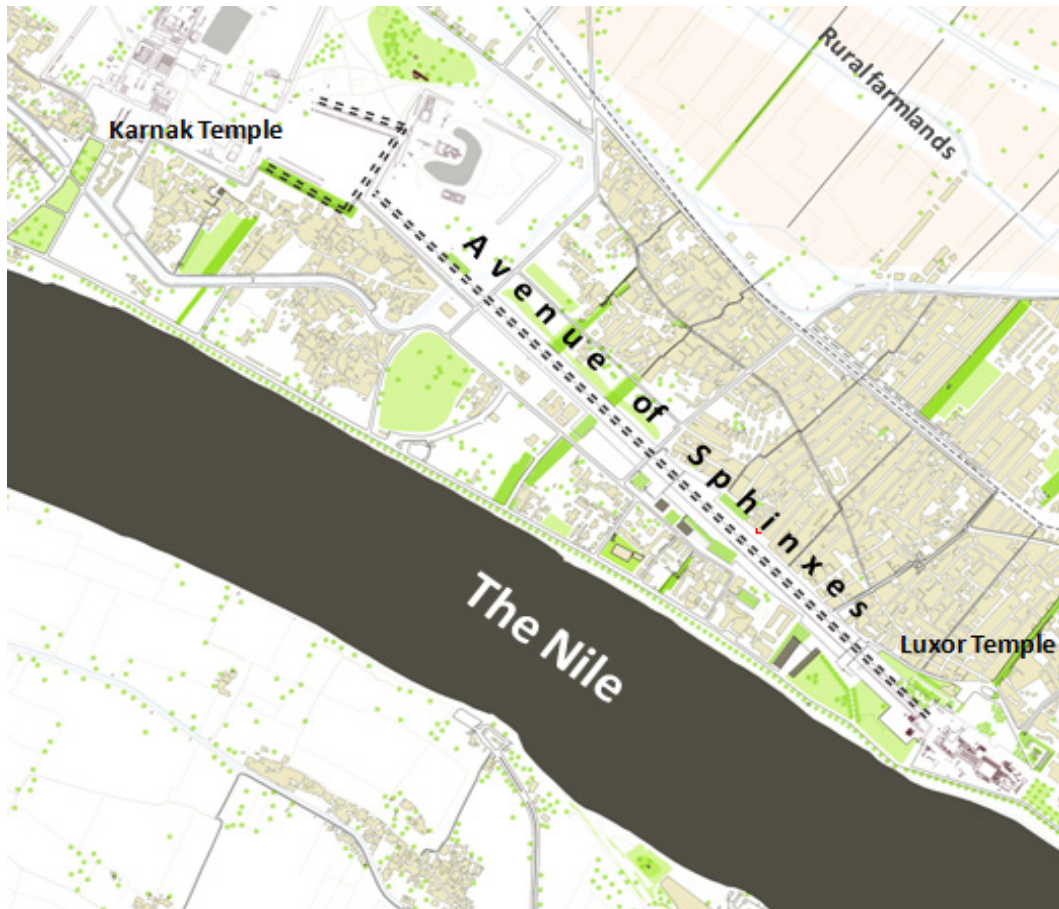 Rural farmlands
Karnak Temple
Avenue of Sphinxes
The Nile
Luxor Temple